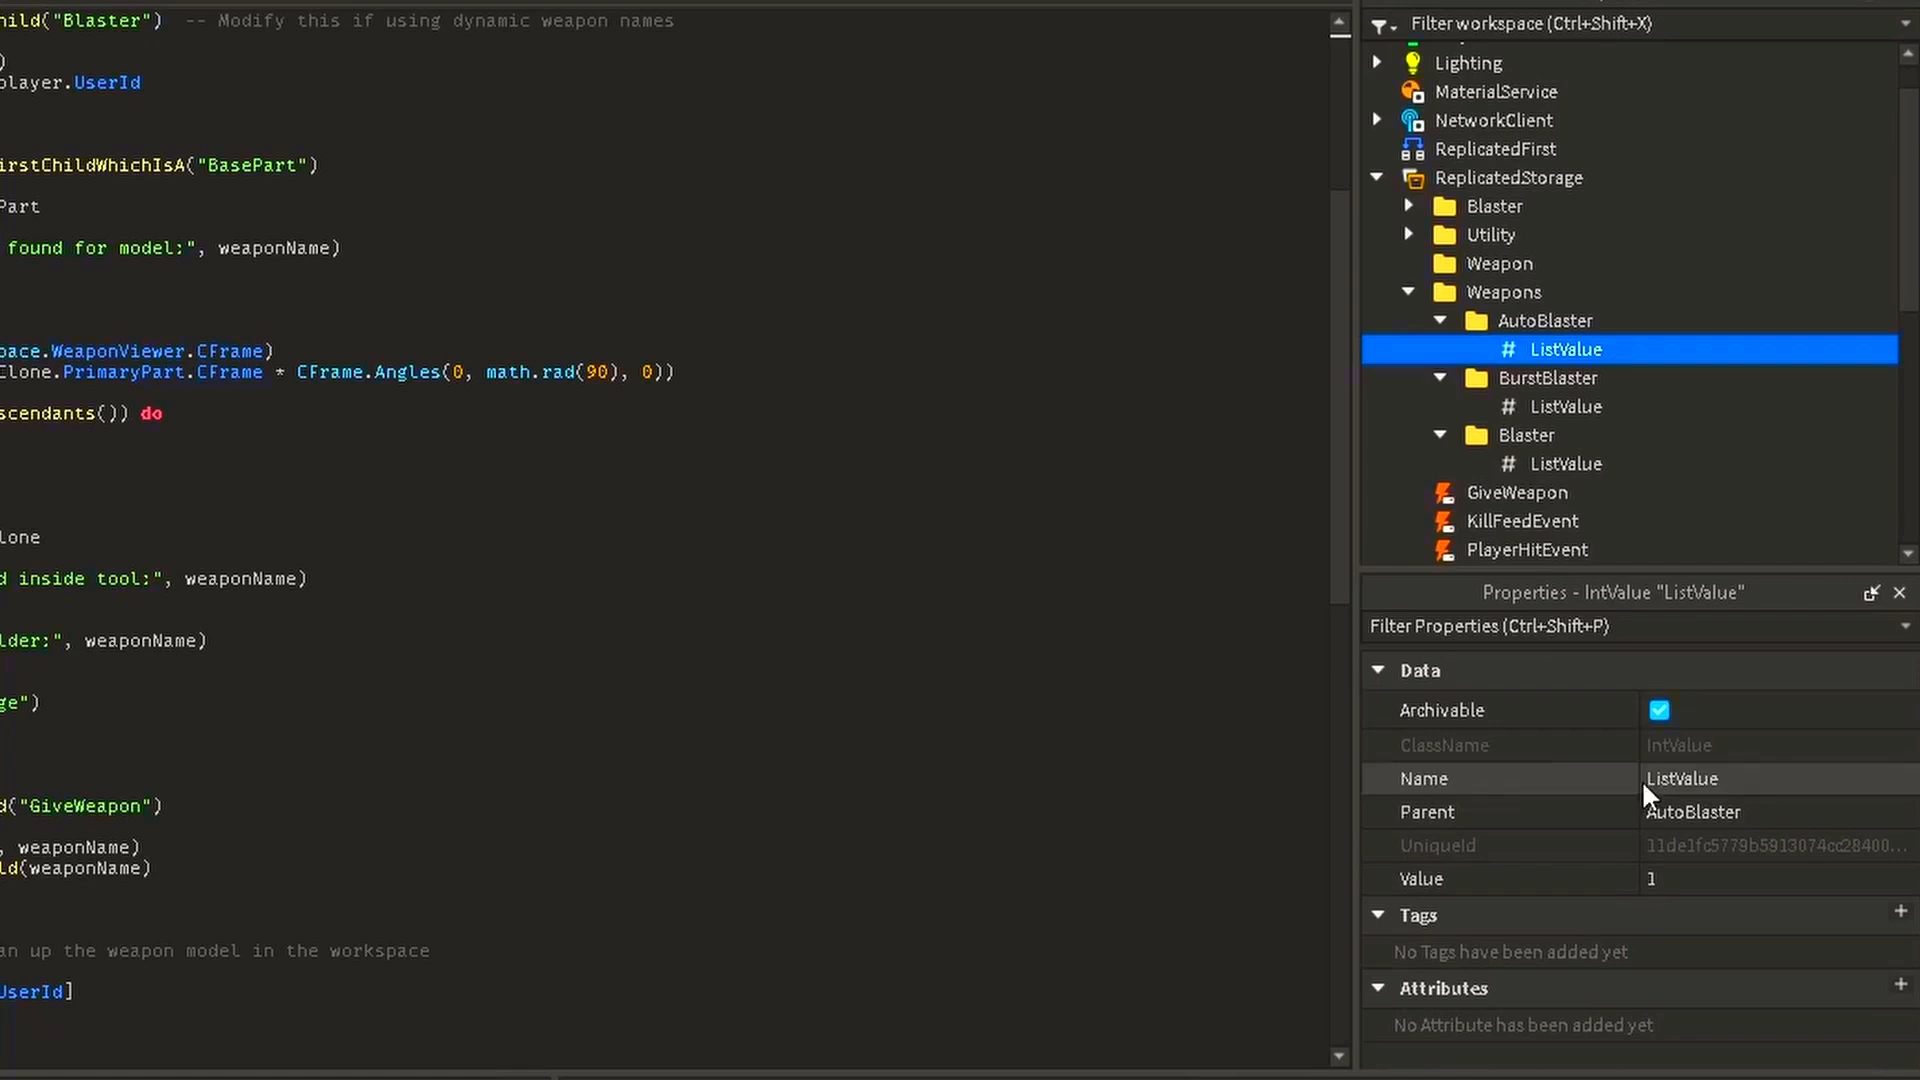 hild("Blaster")  -- Modify this if using dynamic weapon names
)
player.UserId
irstChildWhichIsA("BasePart")
Part
found for model:", weaponName)
pace.WeaponViewer.CFrame)
Clone.PrimaryPart.CFrame * CFrame.Angles(0, math.rad(90), 0))
scendants()) do
lone
d inside tool:", weaponName)
lder:", weaponName)
ge")
d("GiveWeapon")
, weaponName)
ld(weaponName)
an up the weapon model in the workspace
UserId]
Filter workspace (Ctrl+Shift+X)
Lighting
MaterialService
NetworkClient
ReplicatedFirst
ReplicatedStorage
Blaster
Utility
Weapon
Weapons
AutoBlaster
# ListValue
BurstBlaster
# ListValue
Blaster
# ListValue
GiveWeapon
KillFeedEvent
PlayerHitEvent
Properties - IntValue "ListValue"
Filter Properties (Ctrl+Shift+P)
Data
Archivable
ClassName IntValue
Name ListValue
Parent AutoBlaster
UniqueId 11de1fc5779b5913074cc28400...
Value 1
Tags +
No Tags have been added yet
Attributes +
No Attribute has been added yet